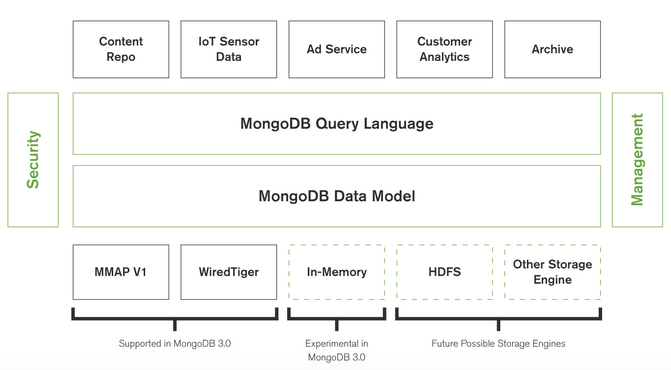 Content
Repo
IoT Sensor
Data
Ad Service
Customer
Analytics
Archive
Security
MongoDB Query Language
Management
MongoDB Data Model
MMAP V1
WiredTiger
In-Memory
HDFS
Other Storage
Engine
Supported in MongoDB 3.0
Experimental in
MongoDB 3.0
Future Possible Storage Engines